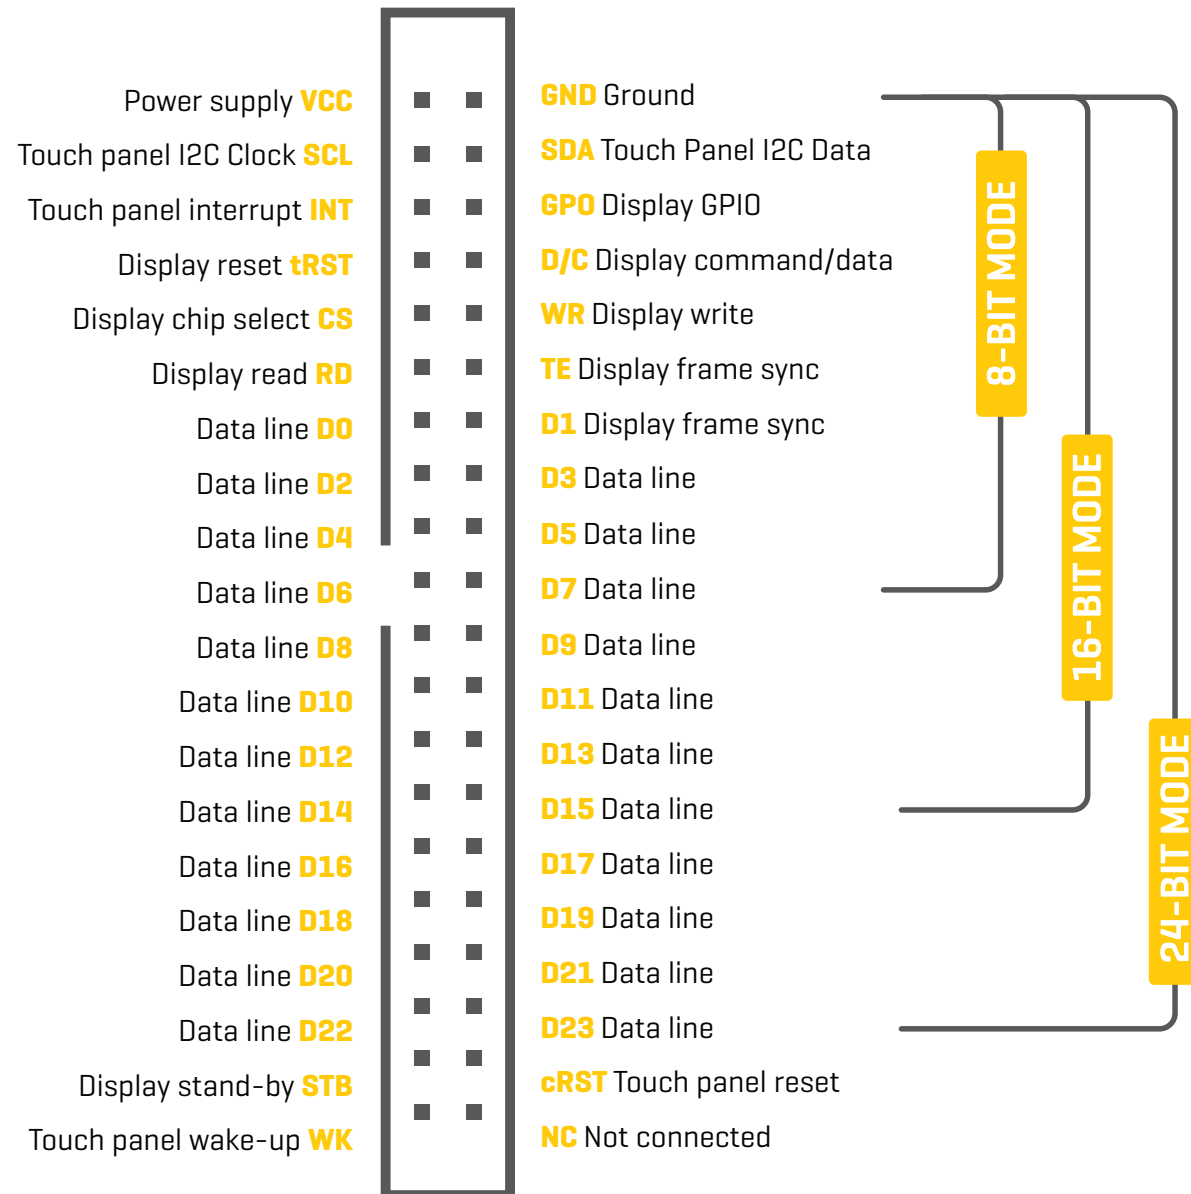 Power supply VCC
GND Ground
Touch panel I2C Clock SCL
SDA Touch Panel I2C Data
Touch panel interrupt INT
GPO Display GPIO
Display reset tRST
D/C Display command/data
Display chip select CS
WR Display write
Display read RD
TE Display frame sync
Data line D0
D1 Display frame sync
Data line D2
D3 Data line
Data line D4
D5 Data line
Data line D6
D7 Data line
Data line D8
D9 Data line
Data line D10
D11 Data line
Data line D12
D13 Data line
Data line D14
D15 Data line
Data line D16
D17 Data line
Data line D18
D19 Data line
Data line D20
D21 Data line
Data line D22
D23 Data line
Display stand-by STB
cRST Touch panel reset
Touch panel wake-up WK
NC Not connected
8-BIT MODE
16-BIT MODE
24-BIT MODE